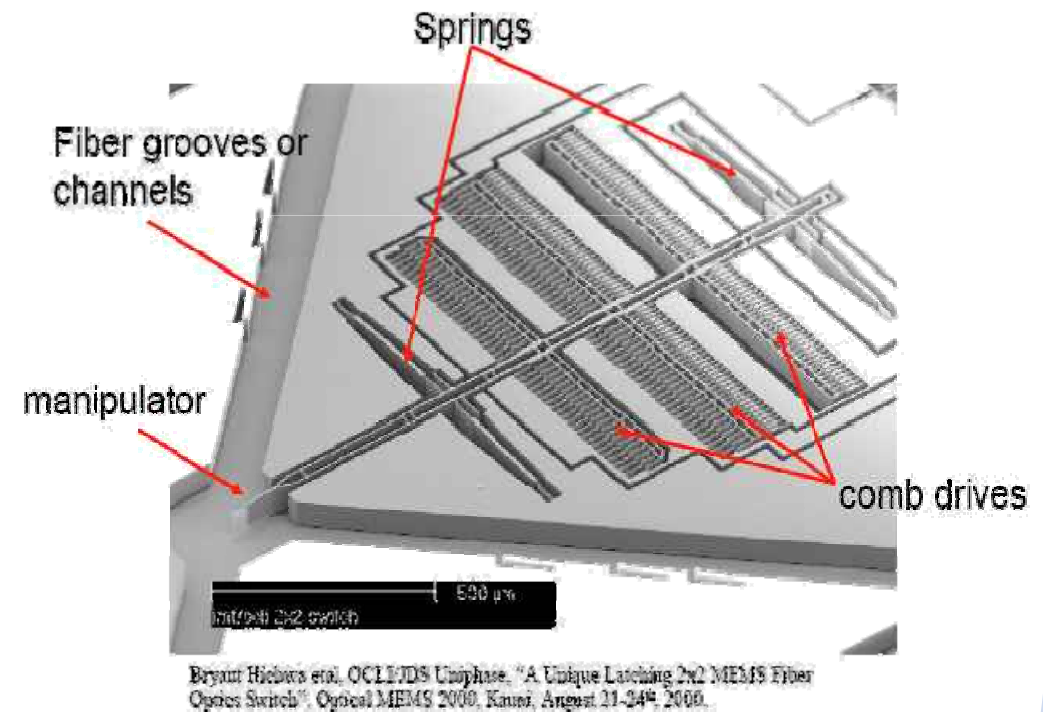 Springs
Fiber grooves or
channels
manipulator
comb drives
500 µm
2x2 switch
Bryant Hichwa etal, OCLI/JDS Uniphase, "A Unique Latching 2x2 MEMS Fiber
Optics Switch", Optical MEMS 2000, Kauai, August 21-24th, 2000.